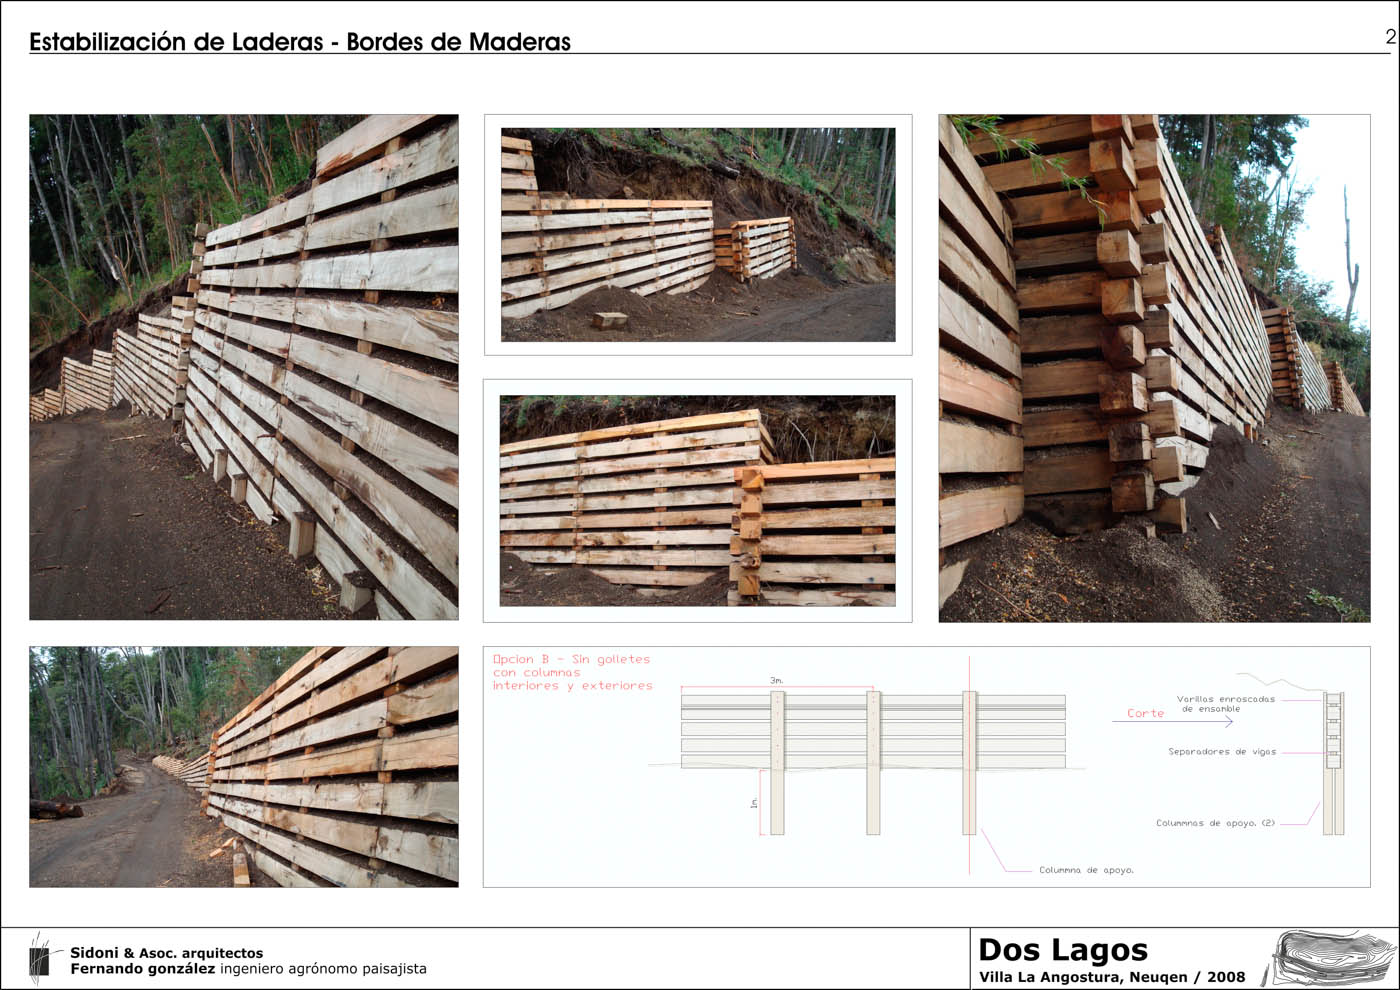 Estabilización de Laderas - Bordes de Maderas
2
Opcion B - Sin golletes
con columnas
interiores y exteriores
3m.
1m.
Corte
Varillas enroscadas
de ensamble
Separadores de vigas
Colummnas de apoyo. (2)
Colummna de apoyo.
Sidoni & Asoc. arquitectos
Fernando gonzález ingeniero agrónomo paisajista
Dos Lagos
Villa La Angostura, Neuqen / 2008